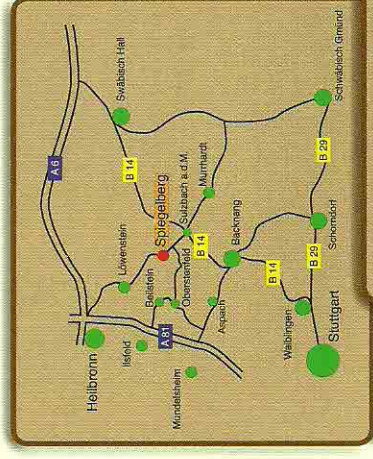 A 6
Swäbisch Hall
B 14
Löwenstein
Spiegelberg
Sulzbach a.d.M.
Murrhardt
Heilbronn
Ilsfeld
Beilstein
Oberstenfeld
A 81
Mundelsheim
Aspach
B 14
Backnang
Schwäbisch Gmünd
B 29
Schorndorf
B 14
B 29
Waiblingen
Stuttgart